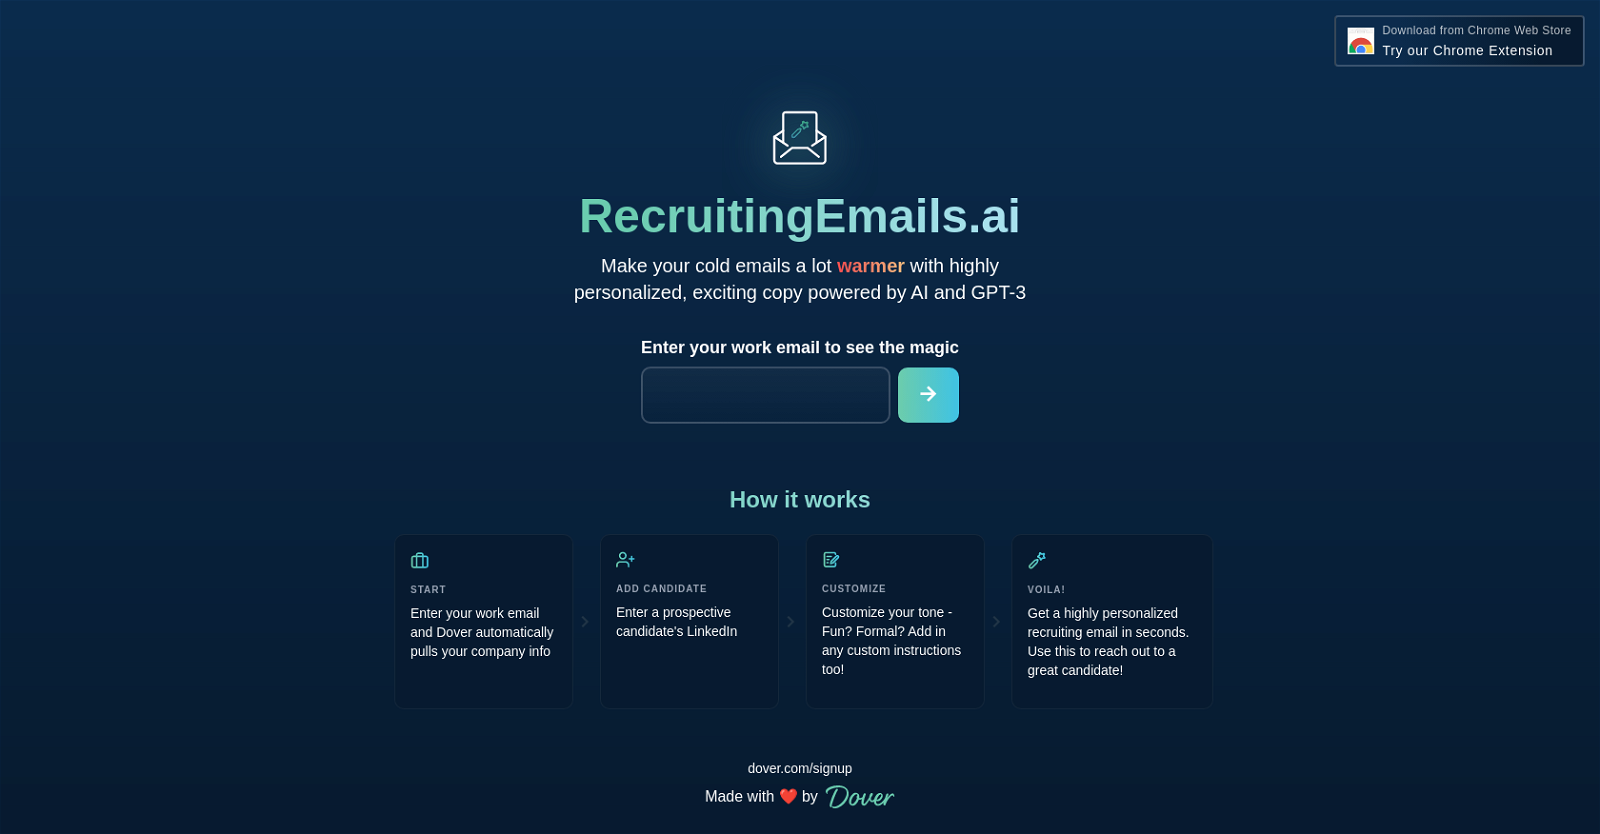 Download from Chrome Web Store
Try our Chrome Extension
RecruitingEmails.ai
Make your cold emails a lot warmer with highly
personalized, exciting copy powered by AI and GPT-3
Enter your work email to see the magic
How it works
START
Enter your work email
and Dover automatically
pulls your company info
ADD CANDIDATE
Enter a prospective
candidate's LinkedIn
CUSTOMIZE
Customize your tone -
Fun? Formal? Add in
any custom instructions
too!
VOILA!
Get a highly personalized
recruiting email in seconds.
Use this to reach out to a
great candidate!
dover.com/signup
Made with ❤️ by Dover